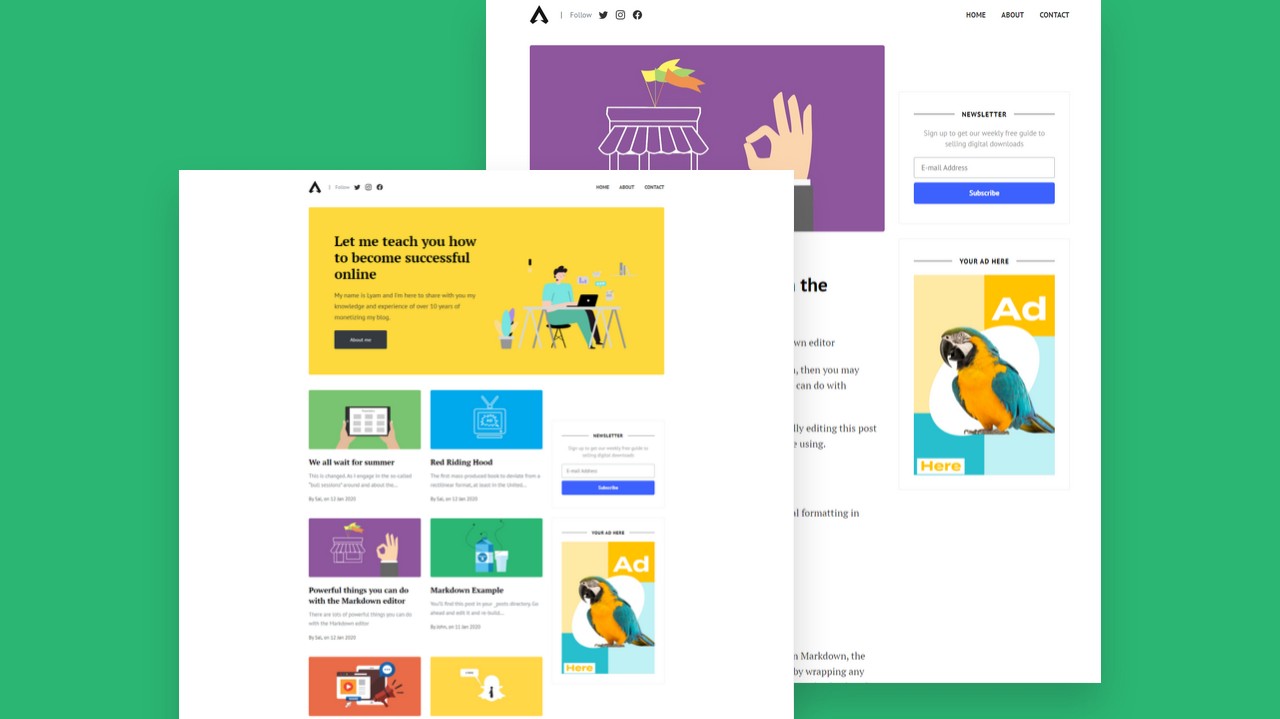 | Follow
HOME ABOUT CONTACT
NEWSLETTER
Sign up to get our weekly free guide to
selling digital downloads
E-mail Address
Subscribe
YOUR AD HERE
Ad
Here
the
wn editor
, then you may
can do with
lly editing this post
e using.
l formatting in
n Markdown, the
by wrapping any
| Follow
HOME ABOUT CONTACT
Let me teach you how
to become successful
online
My name is Lyam and I'm here to share with you my
knowledge and experience of over 10 years of
monetizing my blog.
About me
We all wait for summer
This is changed. As I engage in the so-called
"bull sessions" around and about the...
By Sal, on 12 Jan 2020
Red Riding Hood
The first mass-produced book to deviate from a
rectilinear format, at least in the United...
By Sal, on 12 Jan 2020
Powerful things you can do
with the Markdown editor
There are lots of powerful things you can do
with the Markdown editor
By Sal, on 12 Jan 2020
Markdown Example
You'll find this post in your _posts directory. Go
ahead and edit it and re-build...
By John, on 11 Jan 2020
NEWSLETTER
Sign up to get our weekly free guide to
selling digital downloads
E-mail Address
Subscribe
YOUR AD HERE
Ad
Here